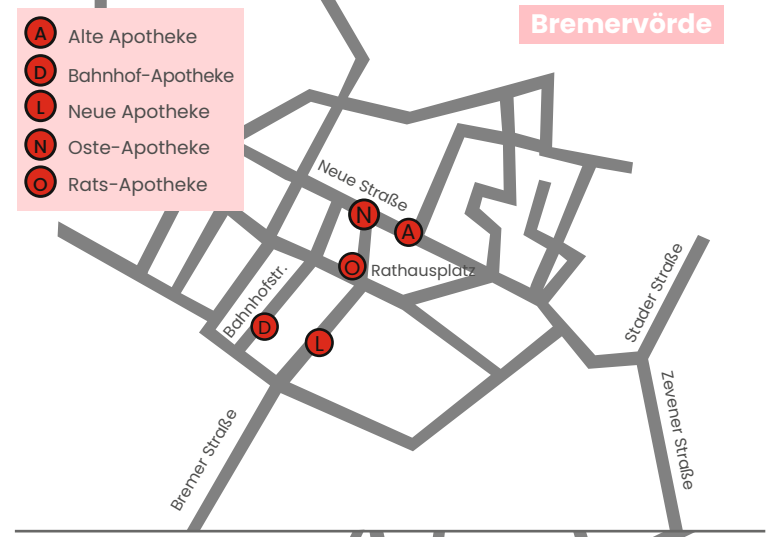 Bremervörde
A Alte Apotheke
D Bahnhof-Apotheke
L Neue Apotheke
N Oste-Apotheke
O Rats-Apotheke
Neue Straße
N
A
O Rathausplatz
Bahnhofstr.
D
L
Stader Straße
Zevener Straße
Bremer Straße